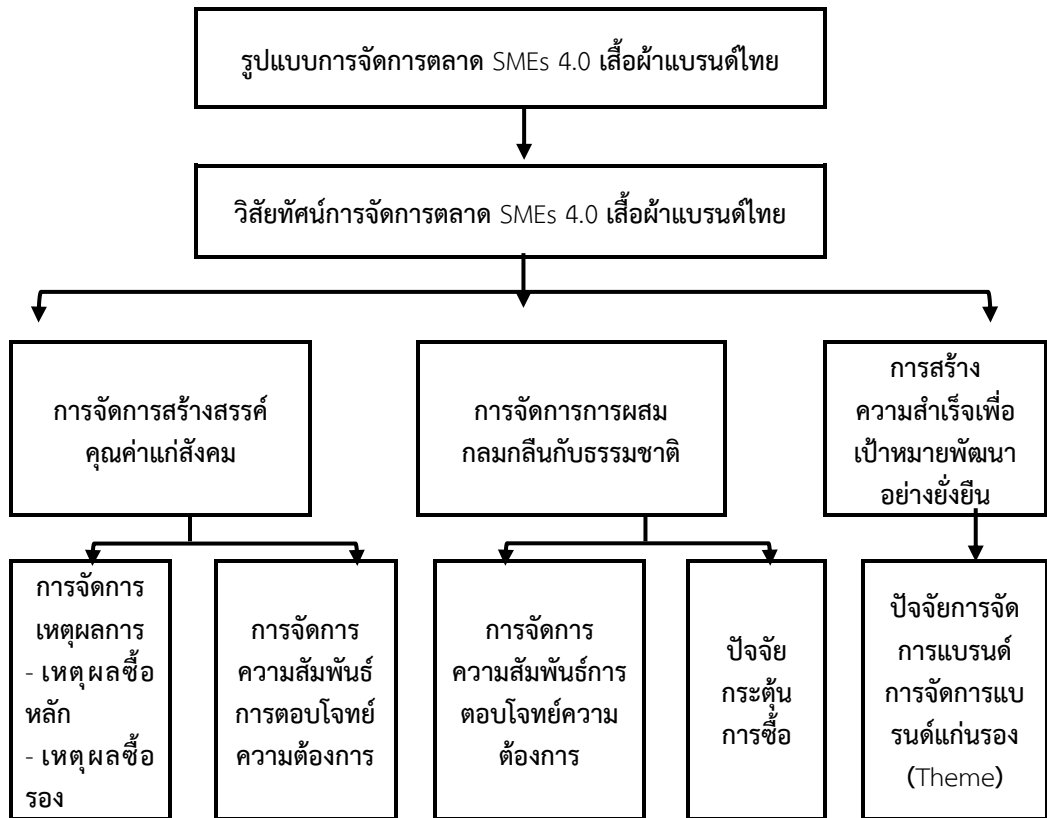 รูปแบบการจัดการตลาด SMEs 4.0 เสื้อผ้าแบรนด์ไทย
วิสัยทัศน์การจัดการตลาด SMEs 4.0 เสื้อผ้าแบรนด์ไทย
การจัดการสร้างสรรค์
คุณค่าแก่สังคม
การจัดการการผสม
กลมกลืนกับธรรมชาติ
การสร้าง
ความสำเร็จเพื่อ
เป้าหมายพัฒนา
อย่างยั่งยืน
การจัดการ
เหตุผลการ
- เหตุผลซื้อ
หลัก
- เหตุผลซื้อ
รอง
การจัดการ
ความสัมพันธ์
การตอบโจทย์
ความต้องการ
การจัดการ
ความสัมพันธ์การ
ตอบโจทย์ความ
ต้องการ
ปัจจัย
กระตุ้น
การซื้อ
ปัจจัยการจัด
การแบรนด์
การจัดการแบ
รนด์แก่นรอง
(Theme)